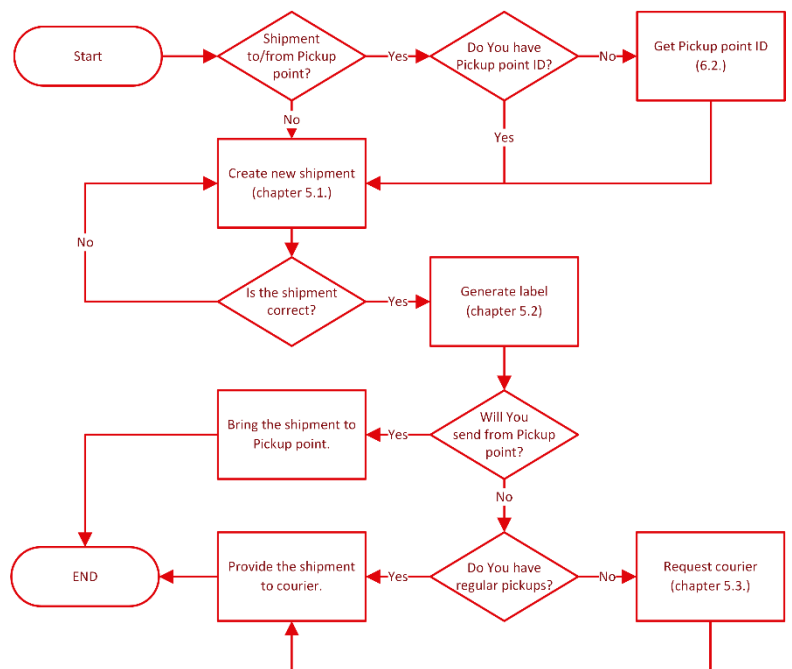 Start
Shipment
to/from Pickup
point?
Yes
Do You have
Pickup point ID?
No
Get Pickup point ID
(6.2.)
No
Yes
Create new shipment
(chapter 5.1.)
No
Is the shipment
correct?
Yes
Generate label
(chapter 5.2)
Bring the shipment to
Pickup point.
Yes
Will You
send from Pickup
point?
No
END
Provide the shipment
to courier.
Yes
Do You have
regular pickups?
No
Request courier
(chapter 5.3.)